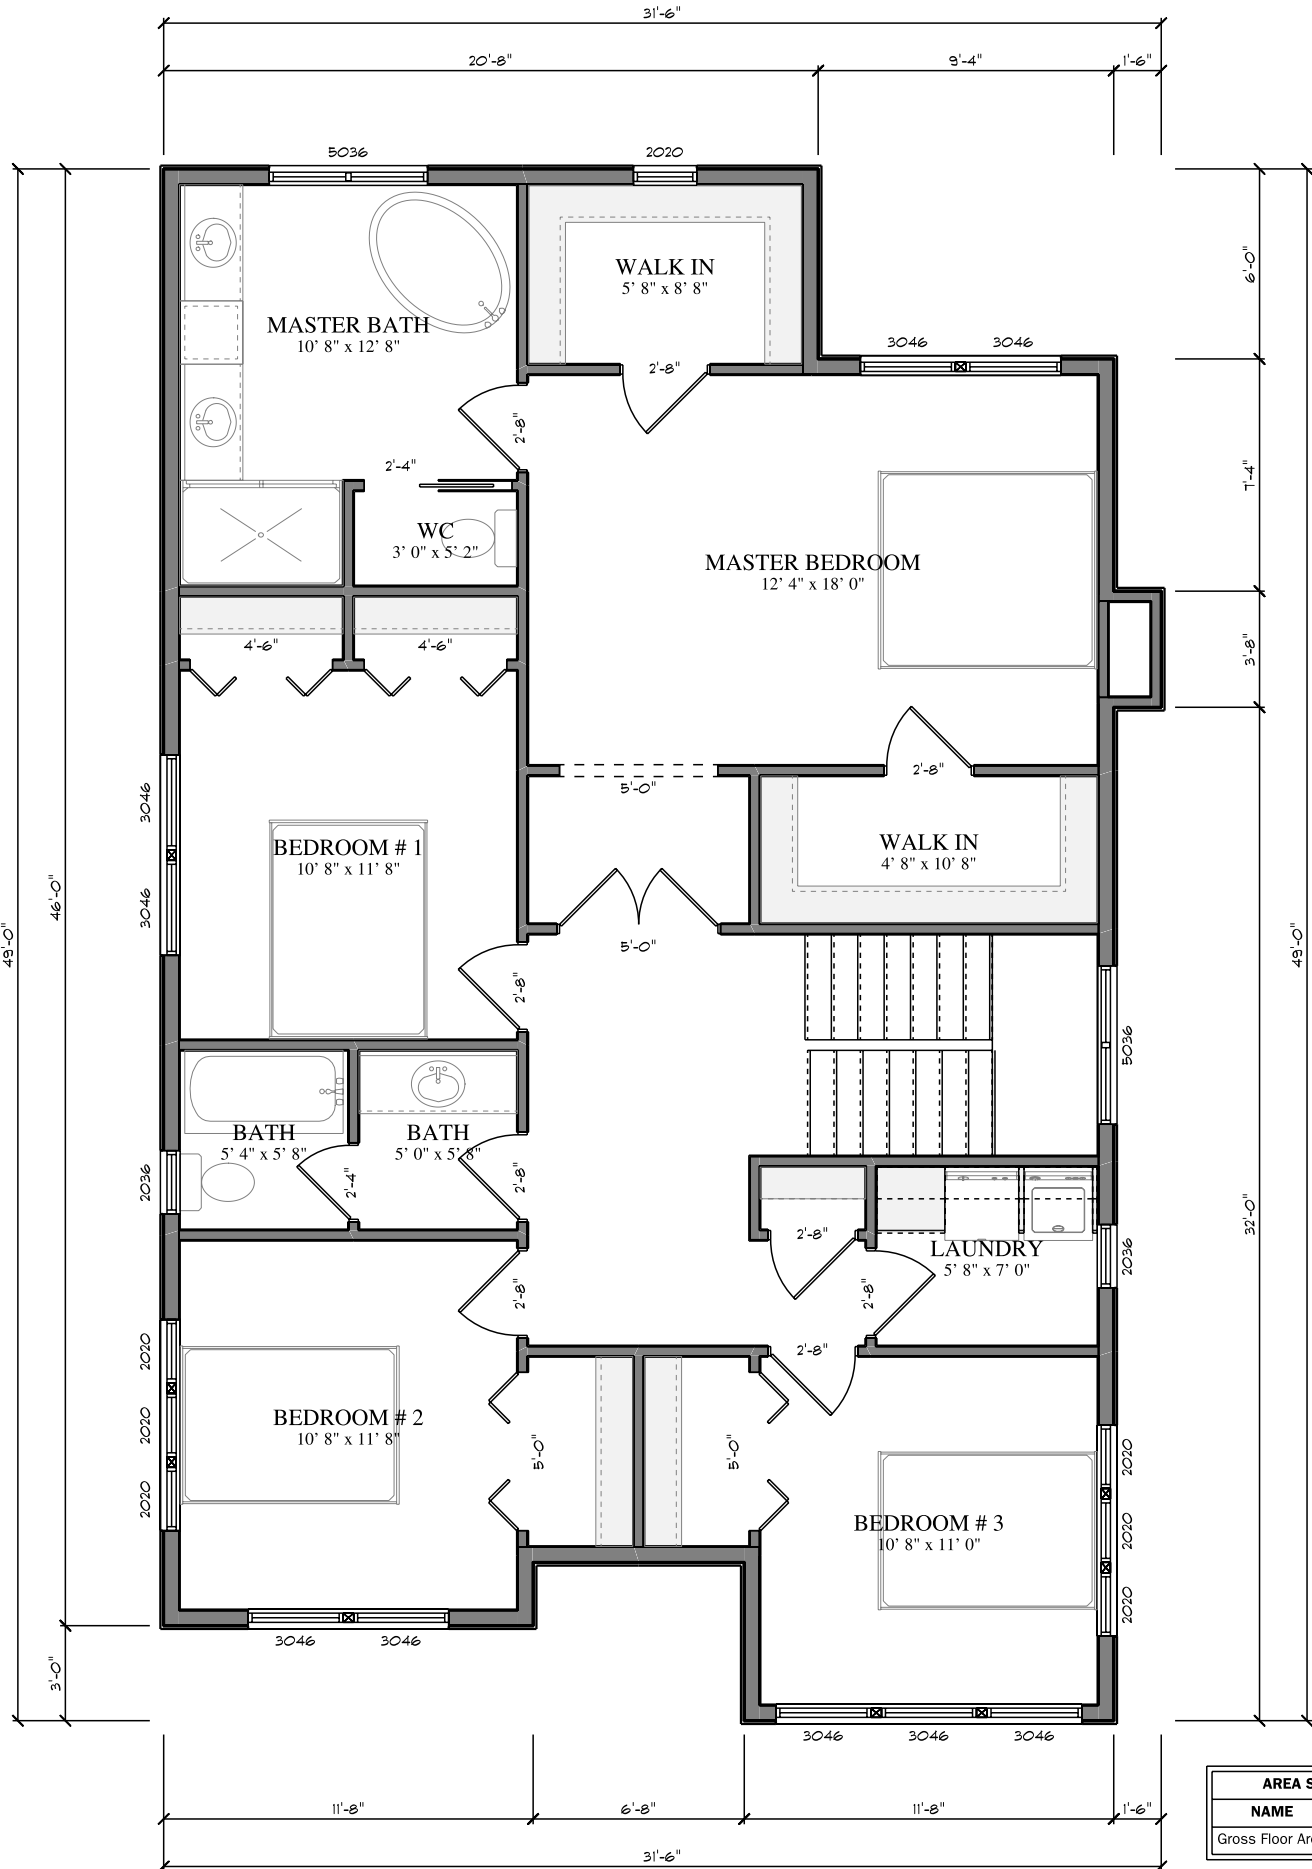 31'-6"
20'-8"
9'-4"
1'-6"
5036
2020
WALK IN
5' 8" x 8' 8"
6'-0"
MASTER BATH
10' 8" x 12' 8"
3046
3046
2'-8"
2'-8"
2'-4"
7'-4"
WC
3' 0" x 5' 2"
MASTER BEDROOM
12' 4" x 18' 0"
4'-6"
4'-6"
3'-8"
2'-8"
5'-0"
3046
BEDROOM # 1
10' 8" x 11' 8"
WALK IN
4' 8" x 10' 8"
3046
46'-0"
49'-0"
5'-0"
49'-0"
2'-8"
5036
BATH
5' 4" x 5' 8"
BATH
5' 0" x 5' 8"
2036
2'-4"
2'-8"
32'-0"
2'-8"
LAUNDRY
5' 8" x 7' 0"
2036
2'-8"
2'-8"
2'-8"
2020
2020
2020
BEDROOM # 2
10' 8" x 11' 8"
5'-0"
5'-0"
2020
2020
2020
BEDROOM # 3
10' 8" x 11' 0"
3046
3046
3'-0"
3046
3046
3046
11'-8"
6'-8"
11'-8"
1'-6"
31'-6"
AREA S
NAME
Gross Floor Are